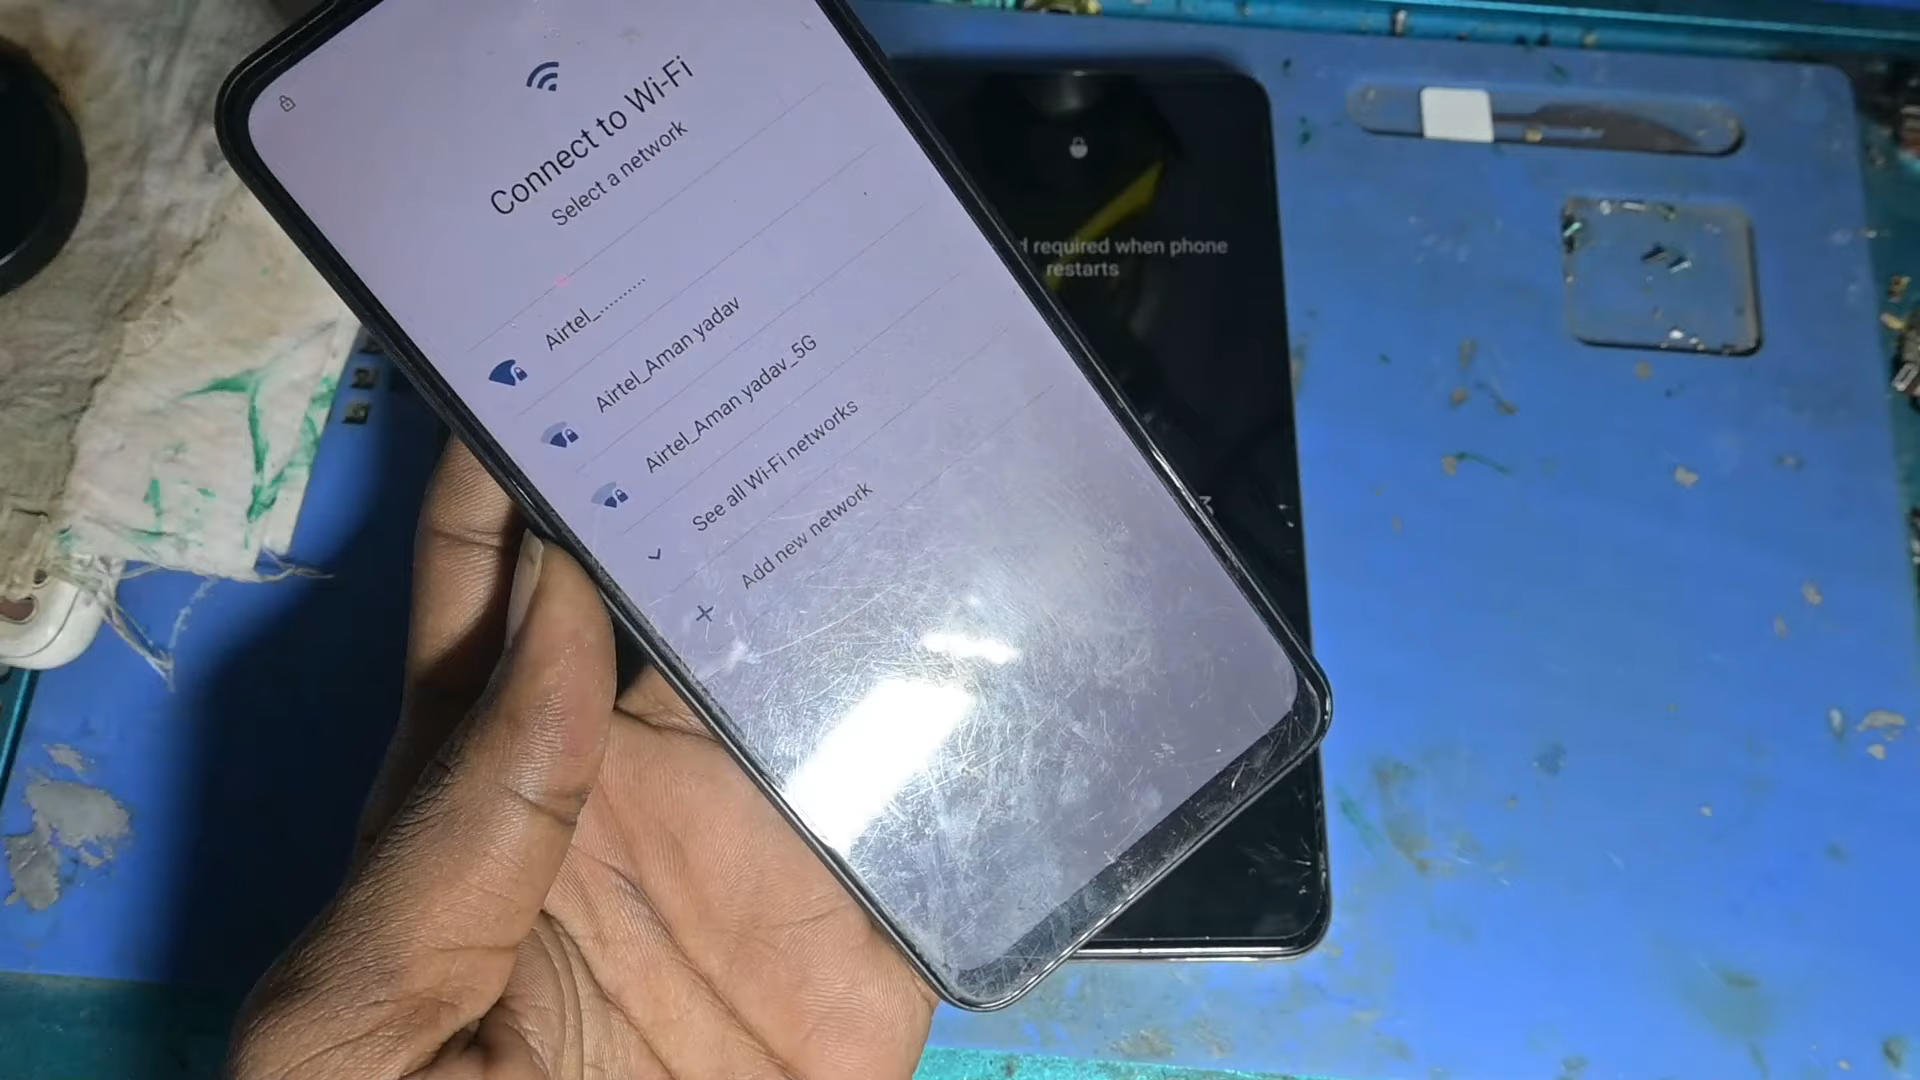 Connect to Wi-Fi
Select a network
Airtel_..........
Airtel_Aman yadav
Airtel_Aman yadav_5G
See all Wi-Fi networks
Add new network
required when phone
restarts